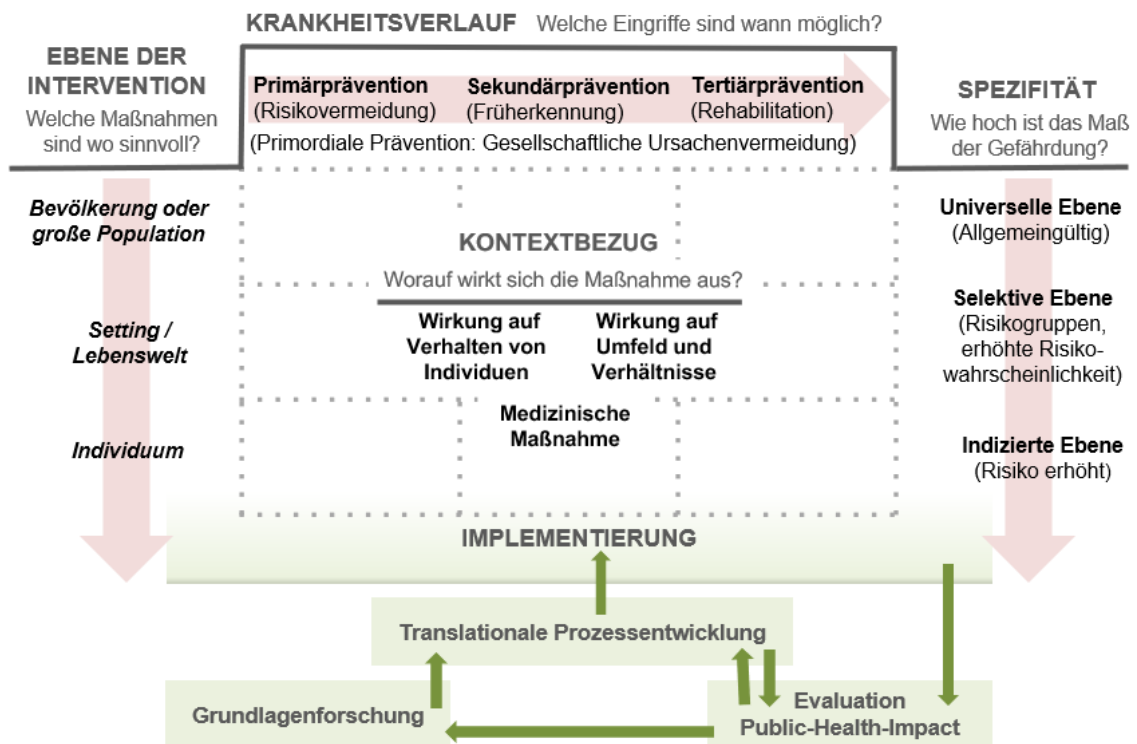 KRANKHEITSVERLAUF Welche Eingriffe sind wann möglich?
EBENE DER
INTERVENTION
Welche Maßnahmen
sind wo sinnvoll?
Primärprävention
(Risikovermeidung)
Sekundärprävention
(Früherkennung)
Tertiärprävention
(Rehabilitation)
(Primordiale Prävention: Gesellschaftliche Ursachenvermeidung)
SPEZIFITÄT
Wie hoch ist das Maß
der Gefährdung?
Bevölkerung oder
große Population
Setting /
Lebenswelt
Individuum
KONTEXTBEZUG
Worauf wirkt sich die Maßnahme aus?
Wirkung auf
Verhalten von
Individuen
Wirkung auf
Umfeld und
Verhältnisse
Medizinische
Maßnahme
Universelle Ebene
(Allgemeingültig)
Selektive Ebene
(Risikogruppen,
erhöhte Risiko-
wahrscheinlichkeit)
Indizierte Ebene
(Risiko erhöht)
IMPLEMENTIERUNG
Translationale Prozessentwicklung
Grundlagenforschung
Evaluation
Public-Health-Impact